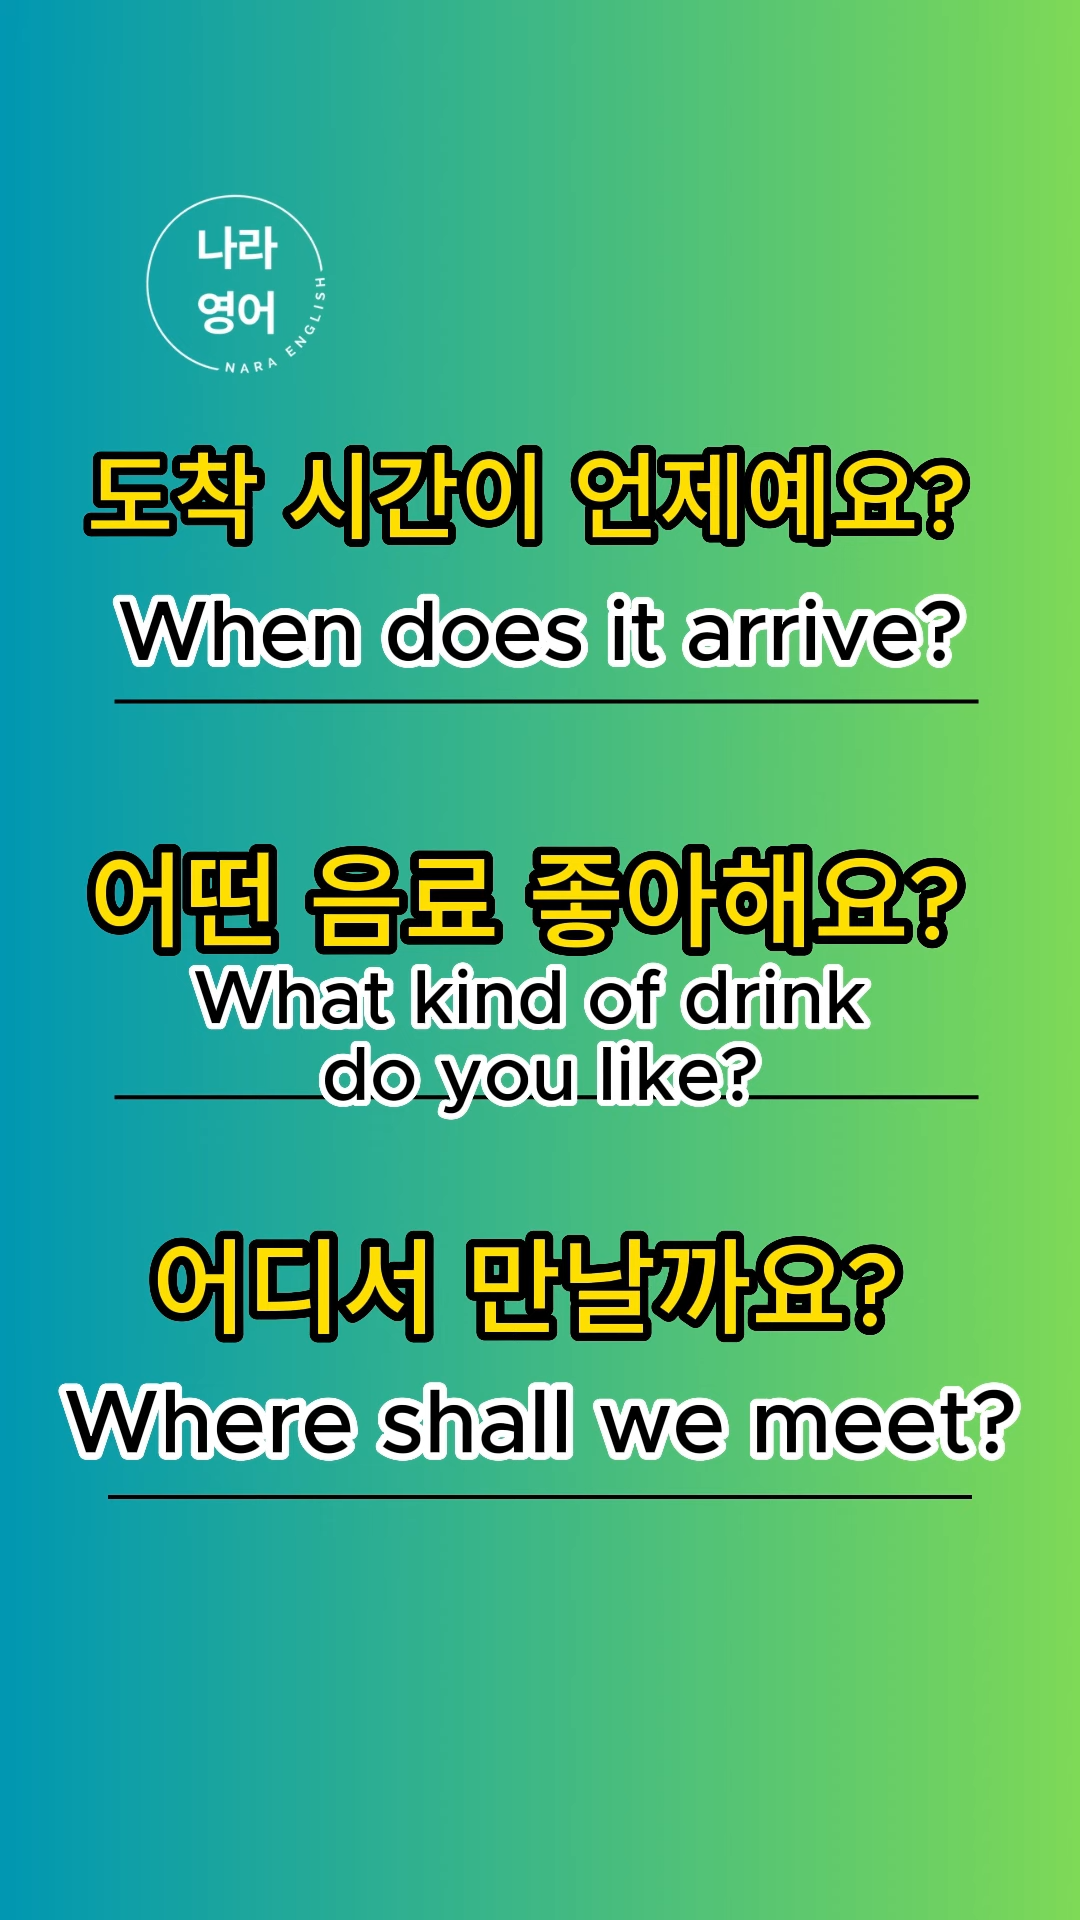 나라
영어
NARA ENGLISH
도착 시간이 언제예요?
When does it arrive?
어떤 음료 좋아해요?
What kind of drink
do you like?
어디서 만날까요?
Where shall we meet?